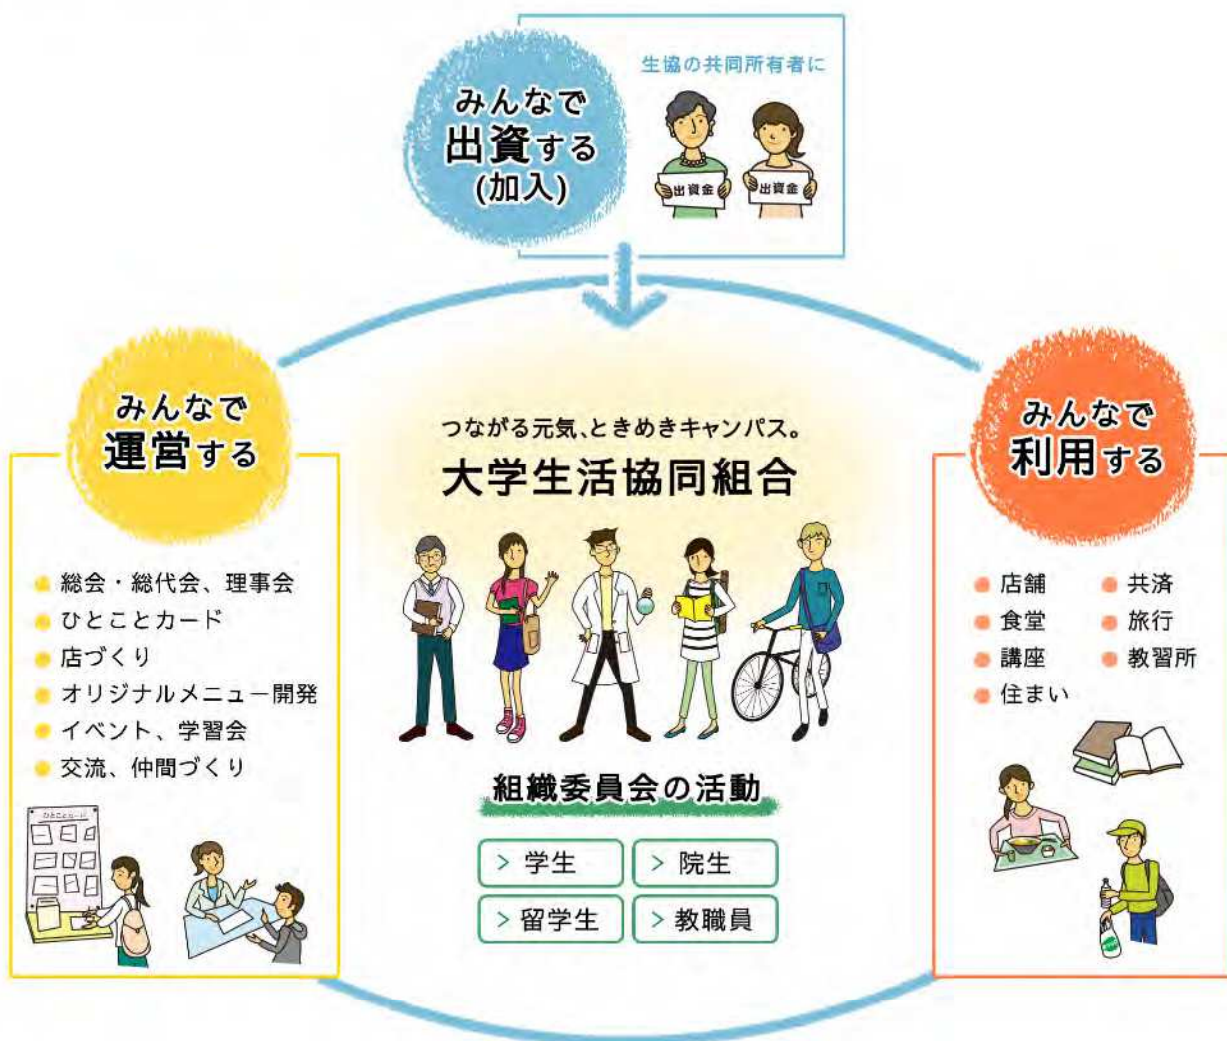 みんなで
出資する
(加入)
生協の共同所有者に
出資金
出資金
みんなで
運営する
総会・総代会、理事会
ひとことカード
店づくり
オリジナルメニュー開発
イベント、学習会
交流、仲間づくり
ひとことカード
つながる元気、ときめきキャンパス。
大学生活協同組合
組織委員会の活動
> 学生
> 院生
> 留学生
> 教職員
みんなで
利用する
店舗
食堂
講座
住まい
共済
旅行
教習所